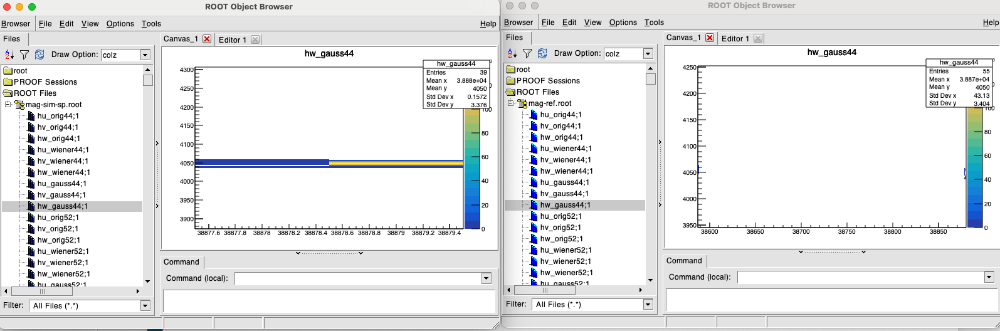 ROOT Object Browser
Browser File Edit View Options Tools Help
Files
Canvas_1 Editor 1
Draw Option: colz
root
PROOF Sessions
ROOT Files
mag-sim-sp.root
hu_orig44;1
hv_orig44;1
hw_orig44;1
hu_wiener44;1
hv_wiener44;1
hw_wiener44;1
hu_gauss44;1
hv_gauss44;1
hw_gauss44;1
hu_orig52;1
hv_orig52;1
hw_orig52;1
hu_wiener52;1
hv_wiener52;1
hw_wiener52;1
hu_gauss52;1
Filter: All Files (*.*)
hw_gauss44
hw_gauss44
Entries 39
Mean x 3.888e+04
Mean y 4050
Std Dev x 0.1572
Std Dev y 3.376
4300
4250
4200
4150
4100
4050
4000
3950
3900
38877.6 38877.8 38878 38878.2 38878.4 38878.6 38878.8 38879 38879.2 38879.4
100
80
60
40
20
0
Command
Command (local):
ROOT Object Browser
Browser File Edit View Options Tools Help
Files
Canvas_1 Editor 1
Draw Option: colz
root
PROOF Sessions
ROOT Files
mag-ref.root
hu_orig44;1
hv_orig44;1
hw_orig44;1
hu_wiener44;1
hv_wiener44;1
hw_wiener44;1
hu_gauss44;1
hv_gauss44;1
hw_gauss44;1
hu_orig52;1
hv_orig52;1
hw_orig52;1
hu_wiener52;1
hv_wiener52;1
hw_wiener52;1
hu_gauss52;1
Filter: All Files (*.*)
hw_gauss44
hw_gauss44
Entries 55
Mean x 3.887e+04
Mean y 4050
Std Dev x 43.13
Std Dev y 3.404
4250
4200
4150
4100
4050
4000
3950
38600 38650 38700 38750 38800 38850
100
80
60
40
20
0
Command
Command (local):